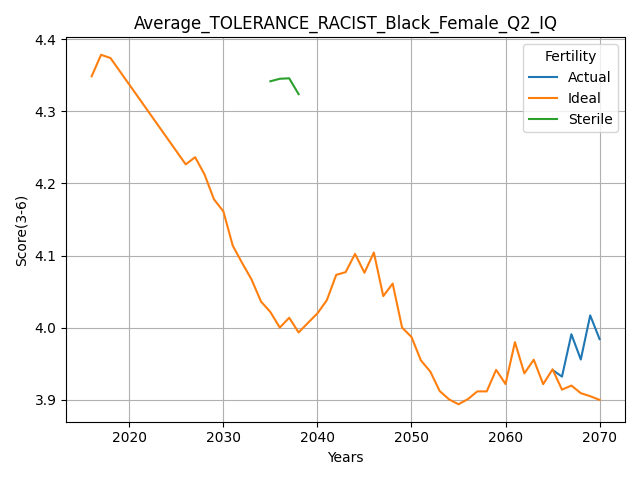 Average_TOLERANCE_RACIST_Black_Female_Q2_IQ
4.4
4.3
4.2
4.1
4.0
3.9
Score(3-6)
Fertility
Actual
Ideal
Sterile
2020
2030
2040
2050
2060
2070
Years